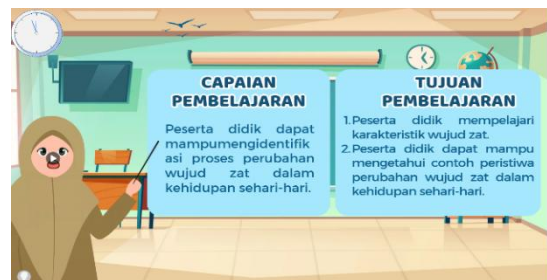 CAPAIAN
PEMBELAJARAN
Peserta didik dapat
mampumengidentifik
asi proses perubahan
wujud zat dalam
kehidupan sehari-hari.
TUJUAN
PEMBELAJARAN
1.Peserta didik mempelajari
karakteristik wujud zat.
2.Peserta didik dapat mampu
mengetahui contoh peristiwa
perubahan wujud zat dalam
kehidupan sehari-hari.